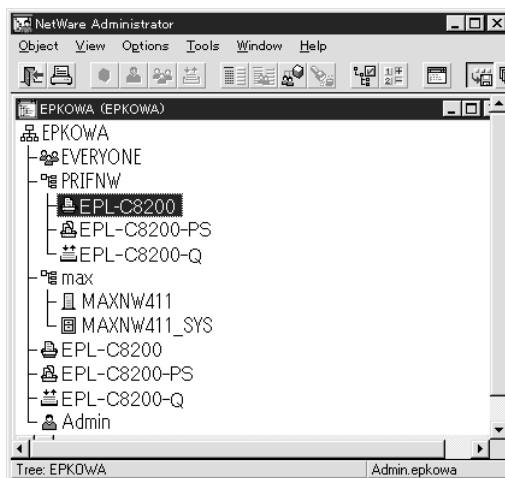 NetWare Administrator
Object View Options Tools Window Help
EPKOWA (EPKOWA)
EPKOWA
EVERYONE
PRIFNW
EPL-C8200
EPL-C8200-PS
EPL-C8200-Q
max
MAXNW411
MAXNW411_SYS
EPL-C8200
EPL-C8200-PS
EPL-C8200-Q
Admin
Tree: EPKOWA Admin.epkowa